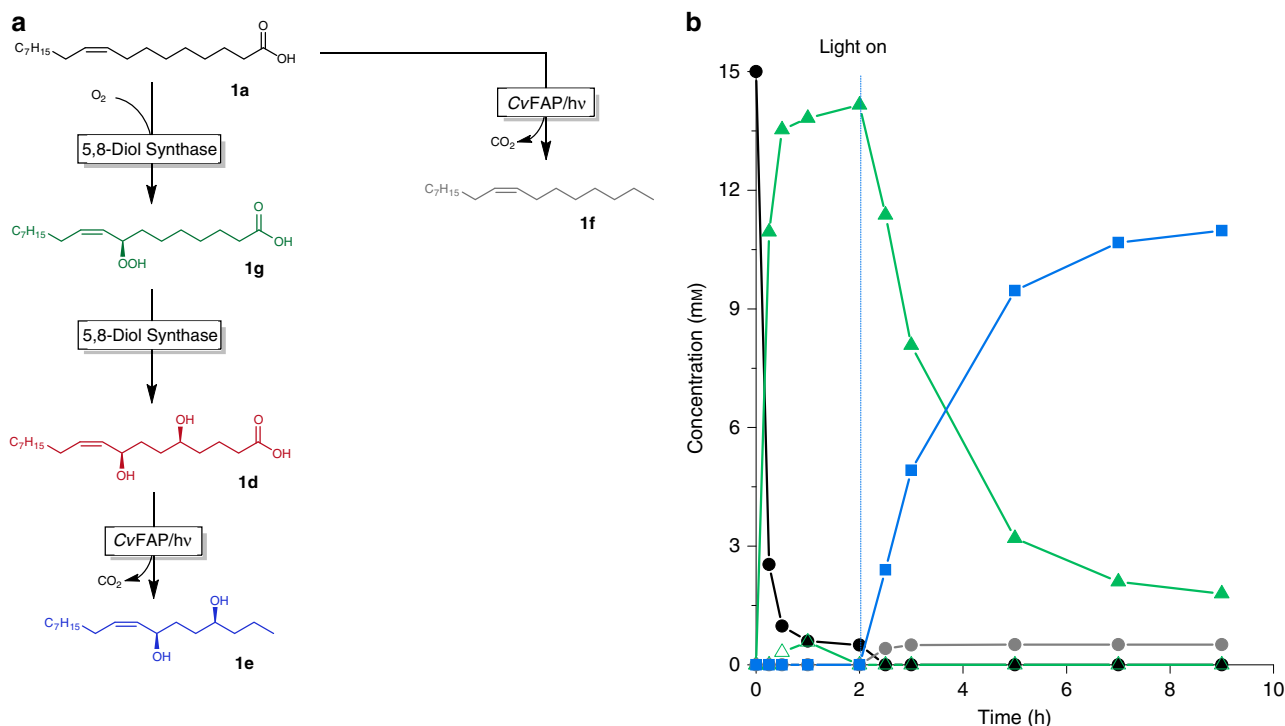 a
C₇H₁₅
O
OH
1a
O₂
5,8-Diol Synthase
CvFAP/hν
CO₂
C₇H₁₅
1f
C₇H₁₅
O
OH
OOH
1g
5,8-Diol Synthase
OH
O
C₇H₁₅
OH
OH
1d
CvFAP/hν
CO₂
OH
C₇H₁₅
OH
1e
b
Light on
15
12
9
6
3
0
Concentration (mM)
0 2 4 6 8 10
Time (h)